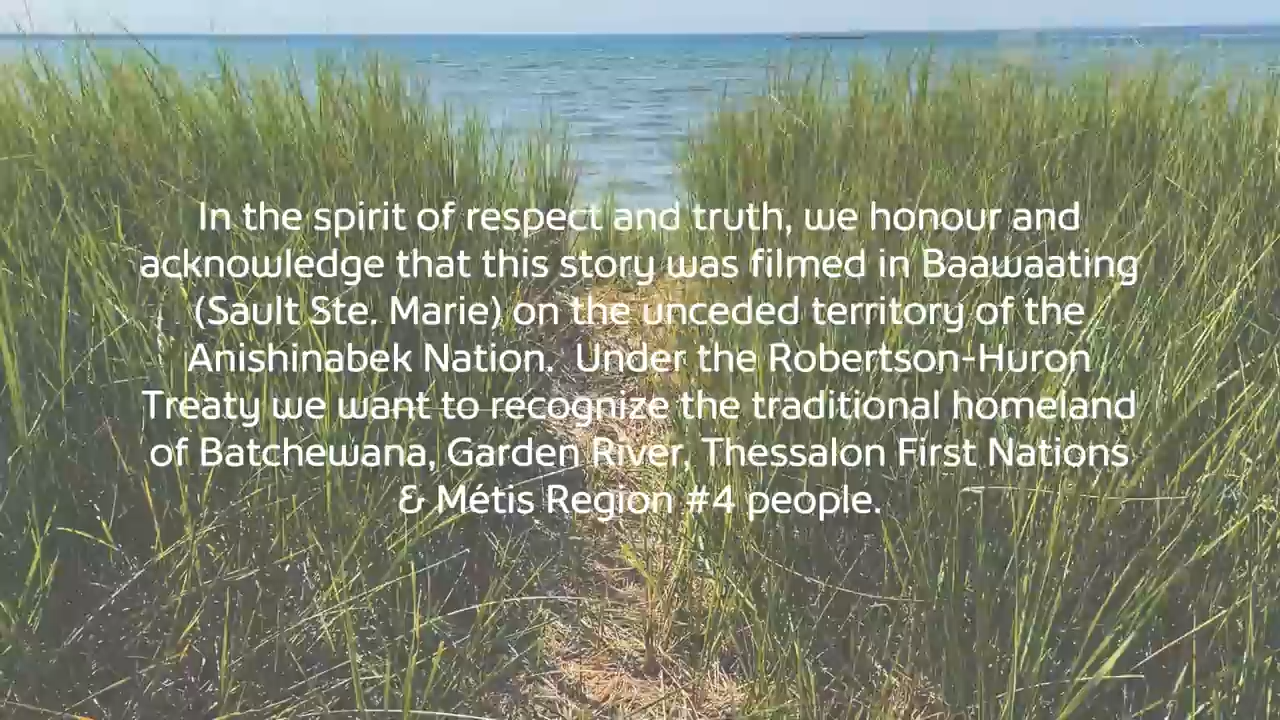 In the spirit of respect and truth, we honour and
acknowledge that this story was filmed in Baawaating
(Sault Ste. Marie) on the unceded territory of the
Anishinabek Nation.  Under the Robertson-Huron
Treaty we want to recognize the traditional homeland
of Batchewana, Garden River, Thessalon First Nations
& Métis Region #4 people.